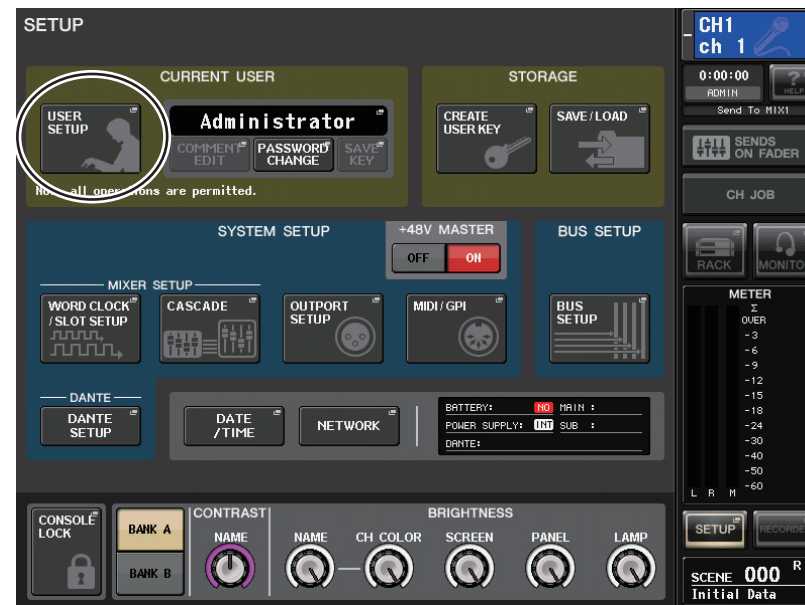 SETUP
CURRENT USER
USER
SETUP
Administrator
COMMENT
EDIT
PASSWORD
CHANGE
SAVE
KEY
all operations are permitted.
STORAGE
CREATE
USER KEY
SAVE/LOAD
SYSTEM SETUP
+48V MASTER
OFF
ON
BUS SETUP
MIXER SETUP
WORD CLOCK
/SLOT SETUP
CASCADE
OUTPORT
SETUP
MIDI/GPI
BUS
SETUP
DANTE
DANTE
SETUP
DATE
/TIME
NETWORK
BATTERY: NO MAIN :
POWER SUPPLY: INT SUB :
DANTE:
CONSOLE
LOCK
BANK A
BANK B
CONTRAST
NAME
BRIGHTNESS
NAME
CH COLOR
SCREEN
PANEL
LAMP
CH1
ch 1
0:00:00
ADMIN
?
HELP
Send To MIX1
SENDS
ON FADER
CH JOB
RACK
MONITO
METER
Σ
OVER
-3
-6
-9
-12
-15
-18
-24
-30
-40
-50
-60
L R M
SETUP
RECORDE
SCENE 000 R
Initial Data